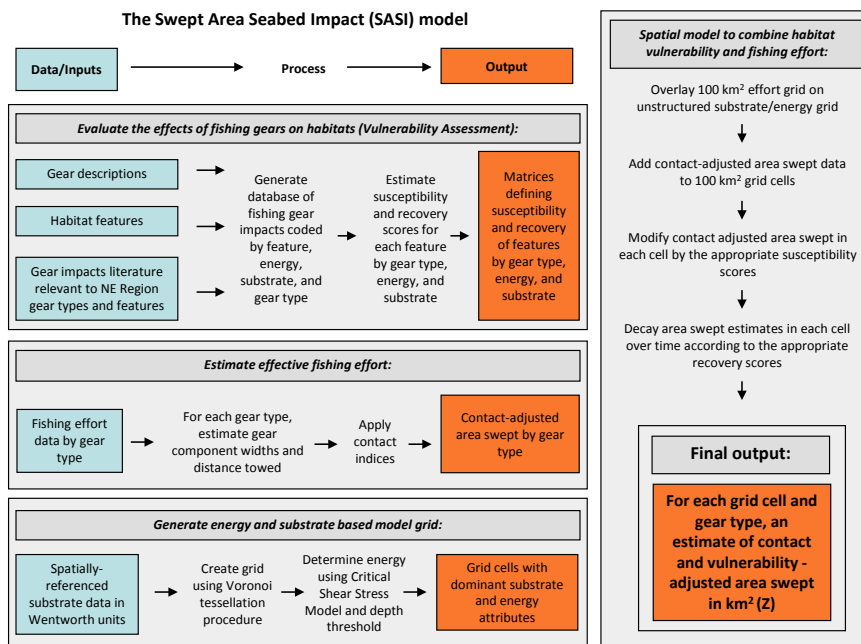 The Swept Area Seabed Impact (SASI) model
Data/Inputs
Process
Output
Evaluate the effects of fishing gears on habitats (Vulnerability Assessment):
Gear descriptions
Habitat features
Gear impacts literature
relevant to NE Region
gear types and features
Generate
database of
fishing gear
impacts coded
by feature,
energy,
substrate, and
gear type
Estimate
susceptibility
and recovery
scores for
each feature
by gear type,
energy, and
substrate
Matrices
defining
susceptibility
and recovery
of features
by gear type,
energy, and
substrate
Estimate effective fishing effort:
Fishing effort
data by gear
type
For each gear type,
estimate gear
component widths and
distance towed
Apply
contact
indices
Contact-adjusted
area swept by gear
type
Generate energy and substrate based model grid:
Spatially-
referenced
substrate data in
Wentworth units
Create grid
using Voronoi
tessellation
procedure
Determine energy
using Critical
Shear Stress
Model and depth
threshold
Grid cells with
dominant substrate
and energy
attributes
Spatial model to combine habitat
vulnerability and fishing effort:
Overlay 100 km² effort grid on
unstructured substrate/energy grid
Add contact-adjusted area swept data
to 100 km² grid cells
Modify contact adjusted area swept in
each cell by the appropriate susceptibility
scores
Decay area swept estimates in each cell
over time according to the appropriate
recovery scores
Final output:
For each grid cell and
gear type, an
estimate of contact
and vulnerability -
adjusted area swept
in km² (Z)